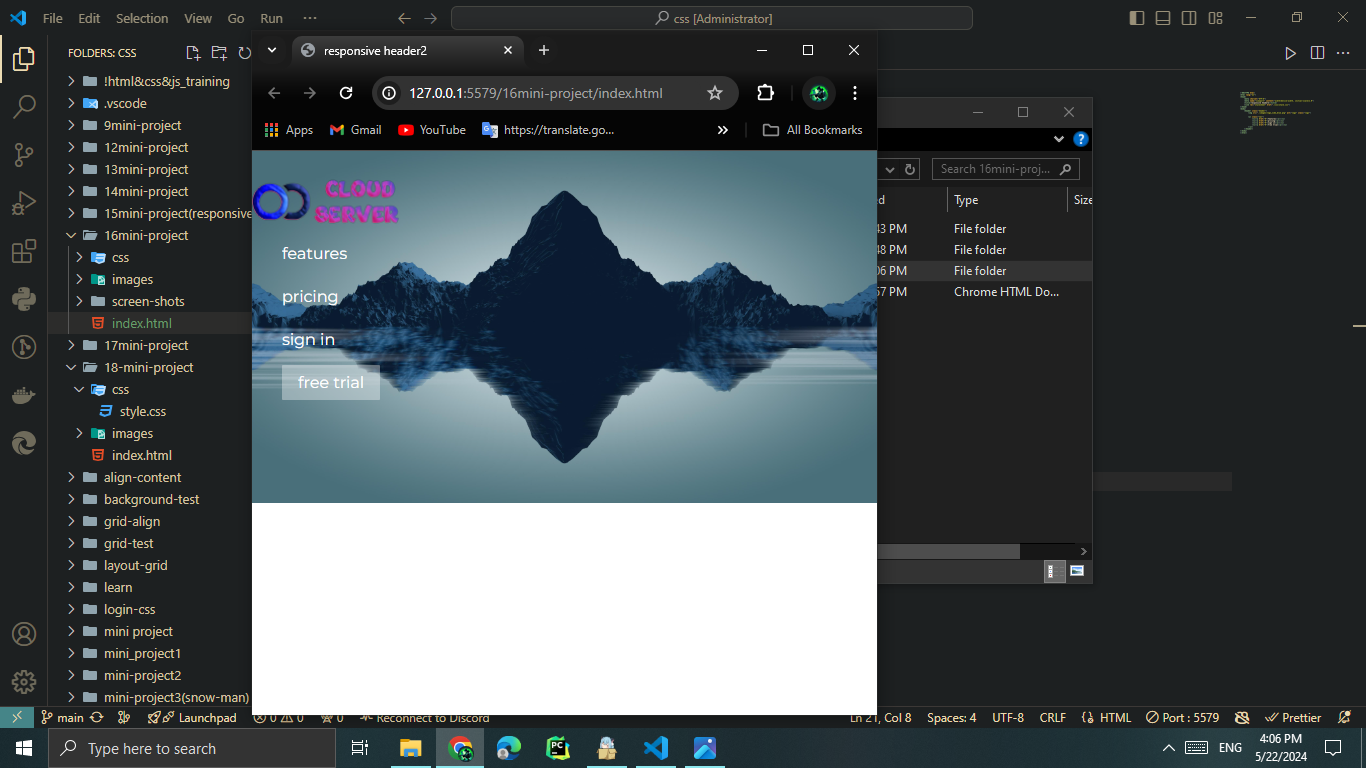 File Edit Selection View Go Run ··· css [Administrator]
FOLDERS: CSS
!html&css&js_training
.vscode
9mini-project
12mini-project
13mini-project
14mini-project
15mini-project(responsive
16mini-project
css
images
screen-shots
index.html
17mini-project
18-mini-project
css
style.css
images
index.html
align-content
background-test
grid-align
grid-test
layout-grid
learn
login-css
mini project
mini_project1
mini-project2
mini-project3(snow-man)
responsive header2
127.0.0.1:5579/16mini-project/index.html
Apps Gmail YouTube https://translate.go... All Bookmarks
CLOUD
SERVER
features
pricing
sign in
free trial
Search 16mini-proj...
d Type Size
43 PM File folder
48 PM File folder
06 PM File folder
57 PM Chrome HTML Do...
main Launchpad 0 0 0 Reconnect to Discord Ln 21, Col 8 Spaces: 4 UTF-8 CRLF HTML Port : 5579 Prettier
Type here to search
ENG
4:06 PM
5/22/2024